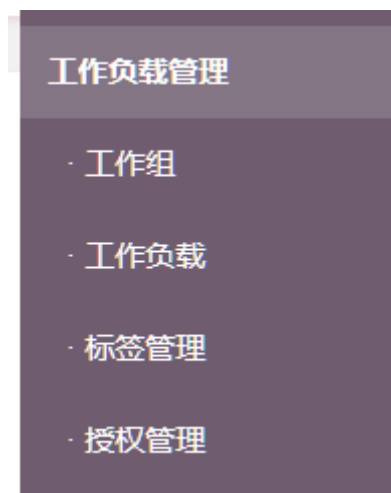 工作负载管理
· 工作组
· 工作负载
· 标签管理
· 授权管理